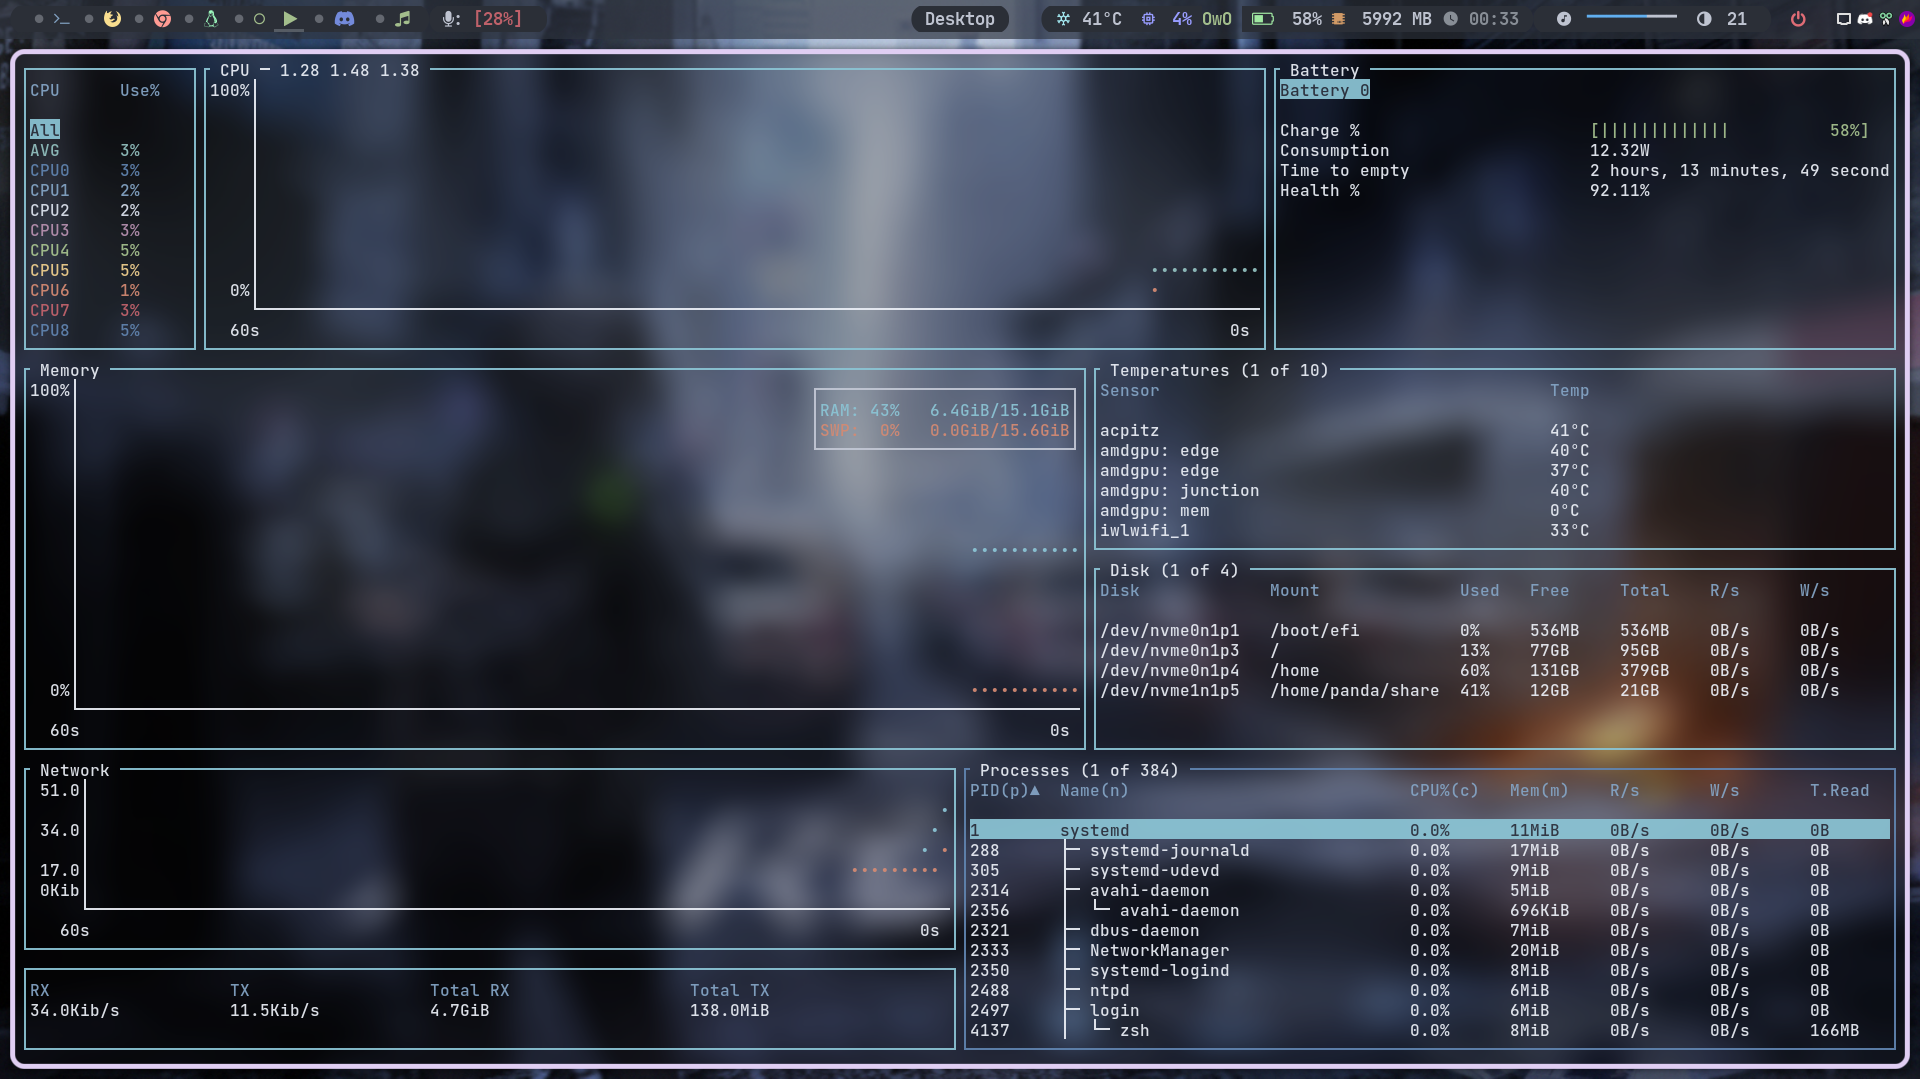 [28%]
Desktop
41°C 4% OwO 58% 5992 MB 00:33 21
CPU Use%
All
AVG 3%
CPU0 3%
CPU1 2%
CPU2 2%
CPU3 3%
CPU4 5%
CPU5 5%
CPU6 1%
CPU7 3%
CPU8 5%
CPU — 1.28 1.48 1.38
100%
0%
60s 0s
Battery
Battery 0
Charge % [||||||||||||| 58%]
Consumption 12.32W
Time to empty 2 hours, 13 minutes, 49 second
Health % 92.11%
Memory
100%
RAM: 43% 6.4GiB/15.1GiB
SWP: 0% 0.0GiB/15.6GiB
0%
60s 0s
Temperatures (1 of 10)
Sensor Temp
acpitz 41°C
amdgpu: edge 40°C
amdgpu: edge 37°C
amdgpu: junction 40°C
amdgpu: mem 0°C
iwlwifi_1 33°C
Disk (1 of 4)
Disk Mount Used Free Total R/s W/s
/dev/nvme0n1p1 /boot/efi 0% 536MB 536MB 0B/s 0B/s
/dev/nvme0n1p3 / 13% 77GB 95GB 0B/s 0B/s
/dev/nvme0n1p4 /home 60% 131GB 379GB 0B/s 0B/s
/dev/nvme1n1p5 /home/panda/share 41% 12GB 21GB 0B/s 0B/s
Network
51.0
34.0
17.0
0Kib
60s 0s
RX TX Total RX Total TX
34.0Kib/s 11.5Kib/s 4.7GiB 138.0MiB
Processes (1 of 384)
PID(p)▲ Name(n) CPU%(c) Mem(m) R/s W/s T.Read
1 systemd 0.0% 11MiB 0B/s 0B/s 0B
288 systemd-journald 0.0% 17MiB 0B/s 0B/s 0B
305 systemd-udevd 0.0% 9MiB 0B/s 0B/s 0B
2314 avahi-daemon 0.0% 5MiB 0B/s 0B/s 0B
2356 avahi-daemon 0.0% 696KiB 0B/s 0B/s 0B
2321 dbus-daemon 0.0% 7MiB 0B/s 0B/s 0B
2333 NetworkManager 0.0% 20MiB 0B/s 0B/s 0B
2350 systemd-logind 0.0% 8MiB 0B/s 0B/s 0B
2488 ntpd 0.0% 6MiB 0B/s 0B/s 0B
2497 login 0.0% 6MiB 0B/s 0B/s 0B
4137 zsh 0.0% 8MiB 0B/s 0B/s 166MB